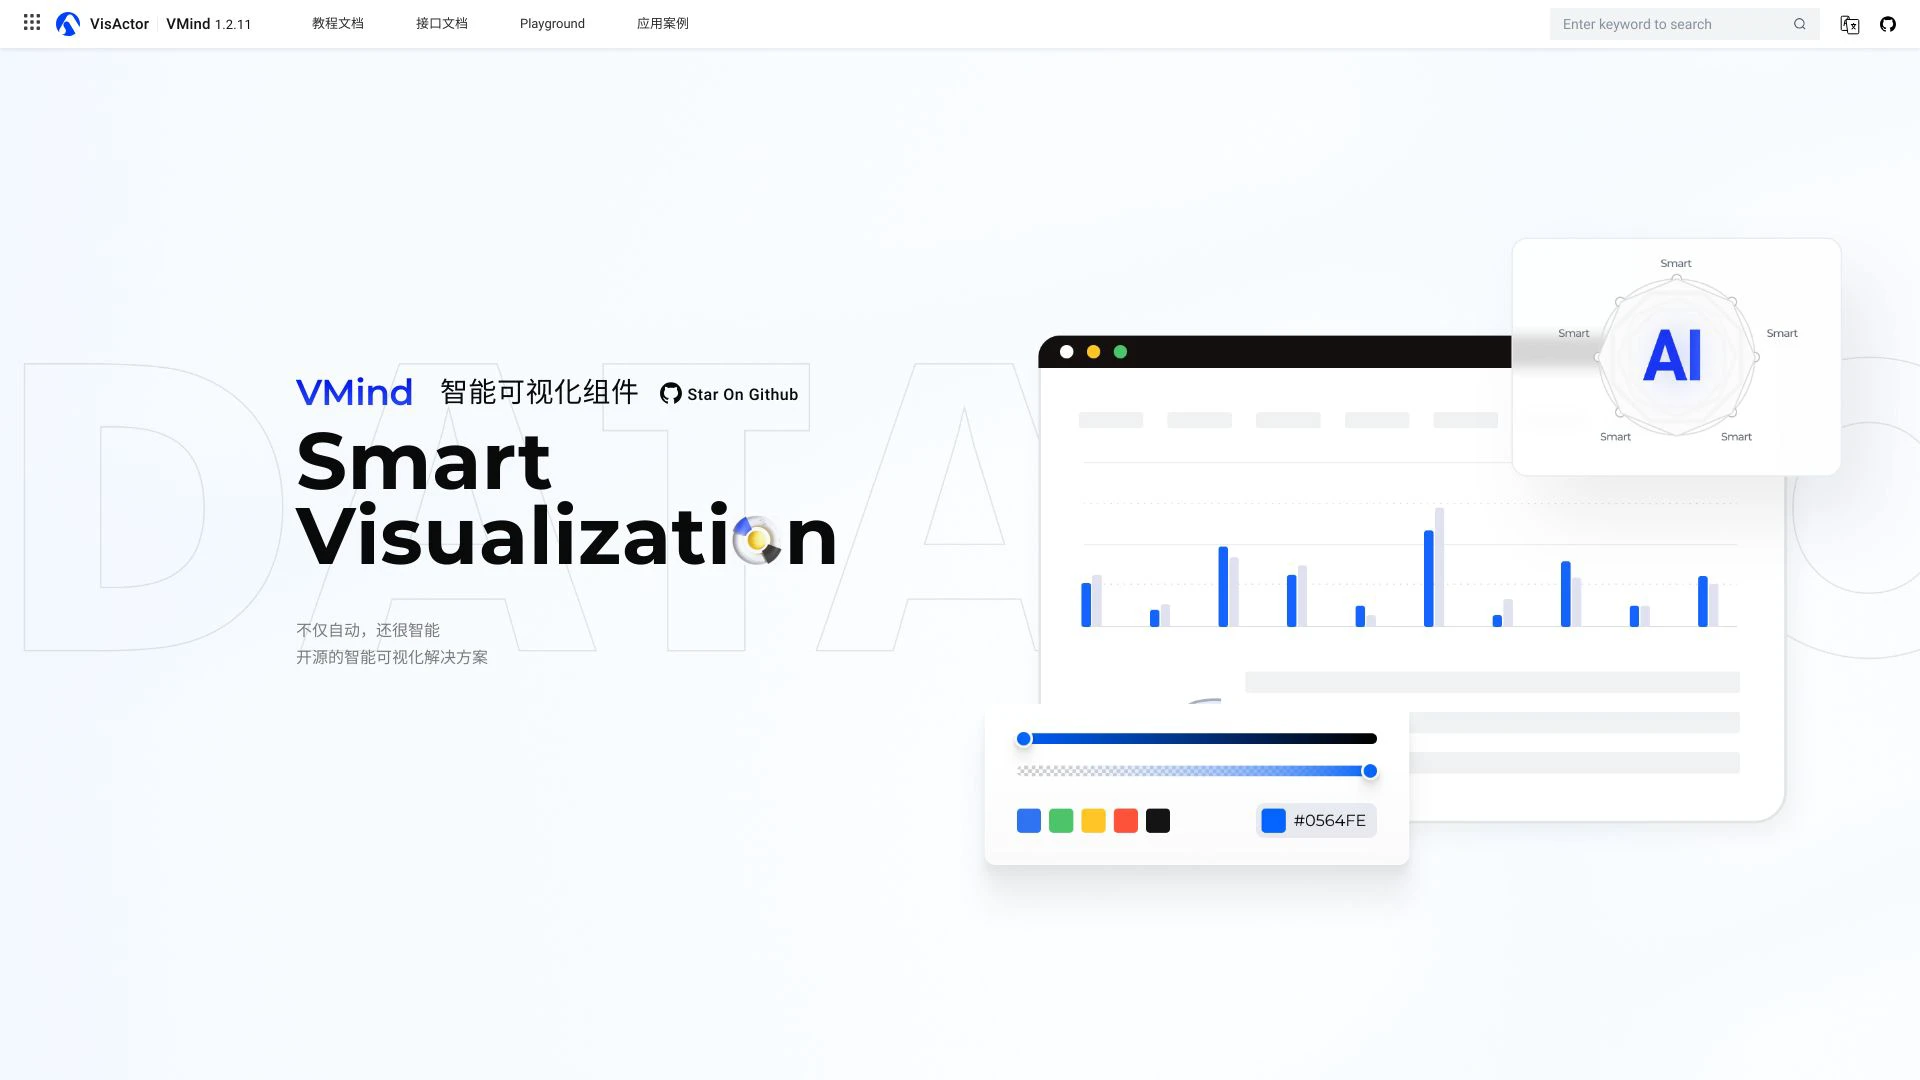 VisActor VMind 1.2.11 教程文档 接口文档 Playground 应用案例 Enter keyword to search
DATA
VMind 智能可视化组件 Star On Github
Smart
Visualization
不仅自动，还很智能
开源的智能可视化解决方案
Smart
Smart
Smart
AI
Smart
Smart
#0564FE